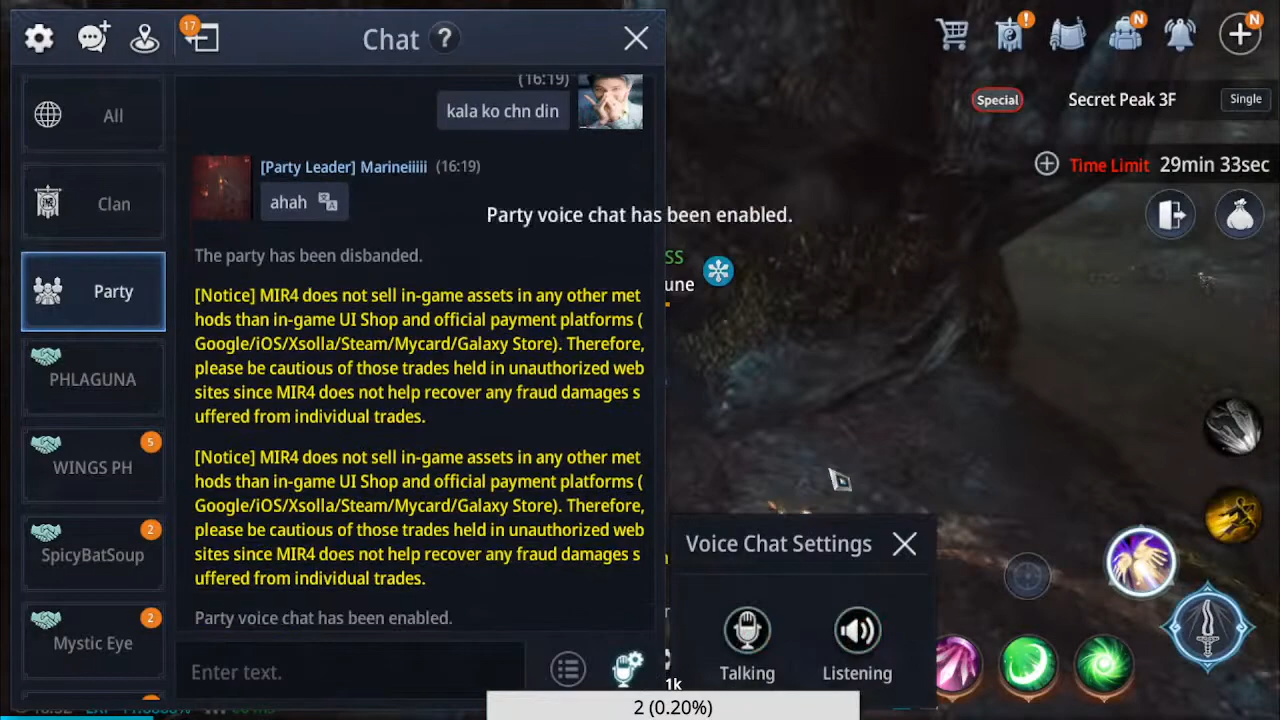 17
Chat ?
All
Clan
Party
PHLAGUNA
WINGS PH
5
SpicyBatSoup
2
Mystic Eye
2
(16:19)
kala ko chn din
[Party Leader] Marineiiiii (16:19)
ahah
The party has been disbanded.
[Notice] MIR4 does not sell in-game assets in any other met
hods than in-game UI Shop and official payment platforms (
Google/iOS/Xsolla/Steam/Mycard/Galaxy Store). Therefore,
please be cautious of those trades held in unauthorized web
sites since MIR4 does not help recover any fraud damages s
uffered from individual trades.
[Notice] MIR4 does not sell in-game assets in any other met
hods than in-game UI Shop and official payment platforms (
Google/iOS/Xsolla/Steam/Mycard/Galaxy Store). Therefore,
please be cautious of those trades held in unauthorized web
sites since MIR4 does not help recover any fraud damages s
uffered from individual trades.
Party voice chat has been enabled.
Enter text.
Party voice chat has been enabled.
SS
une
N
N
Special Secret Peak 3F Single
Time Limit 29min 33sec
Voice Chat Settings
Talking Listening
1k
2 (0.20%)